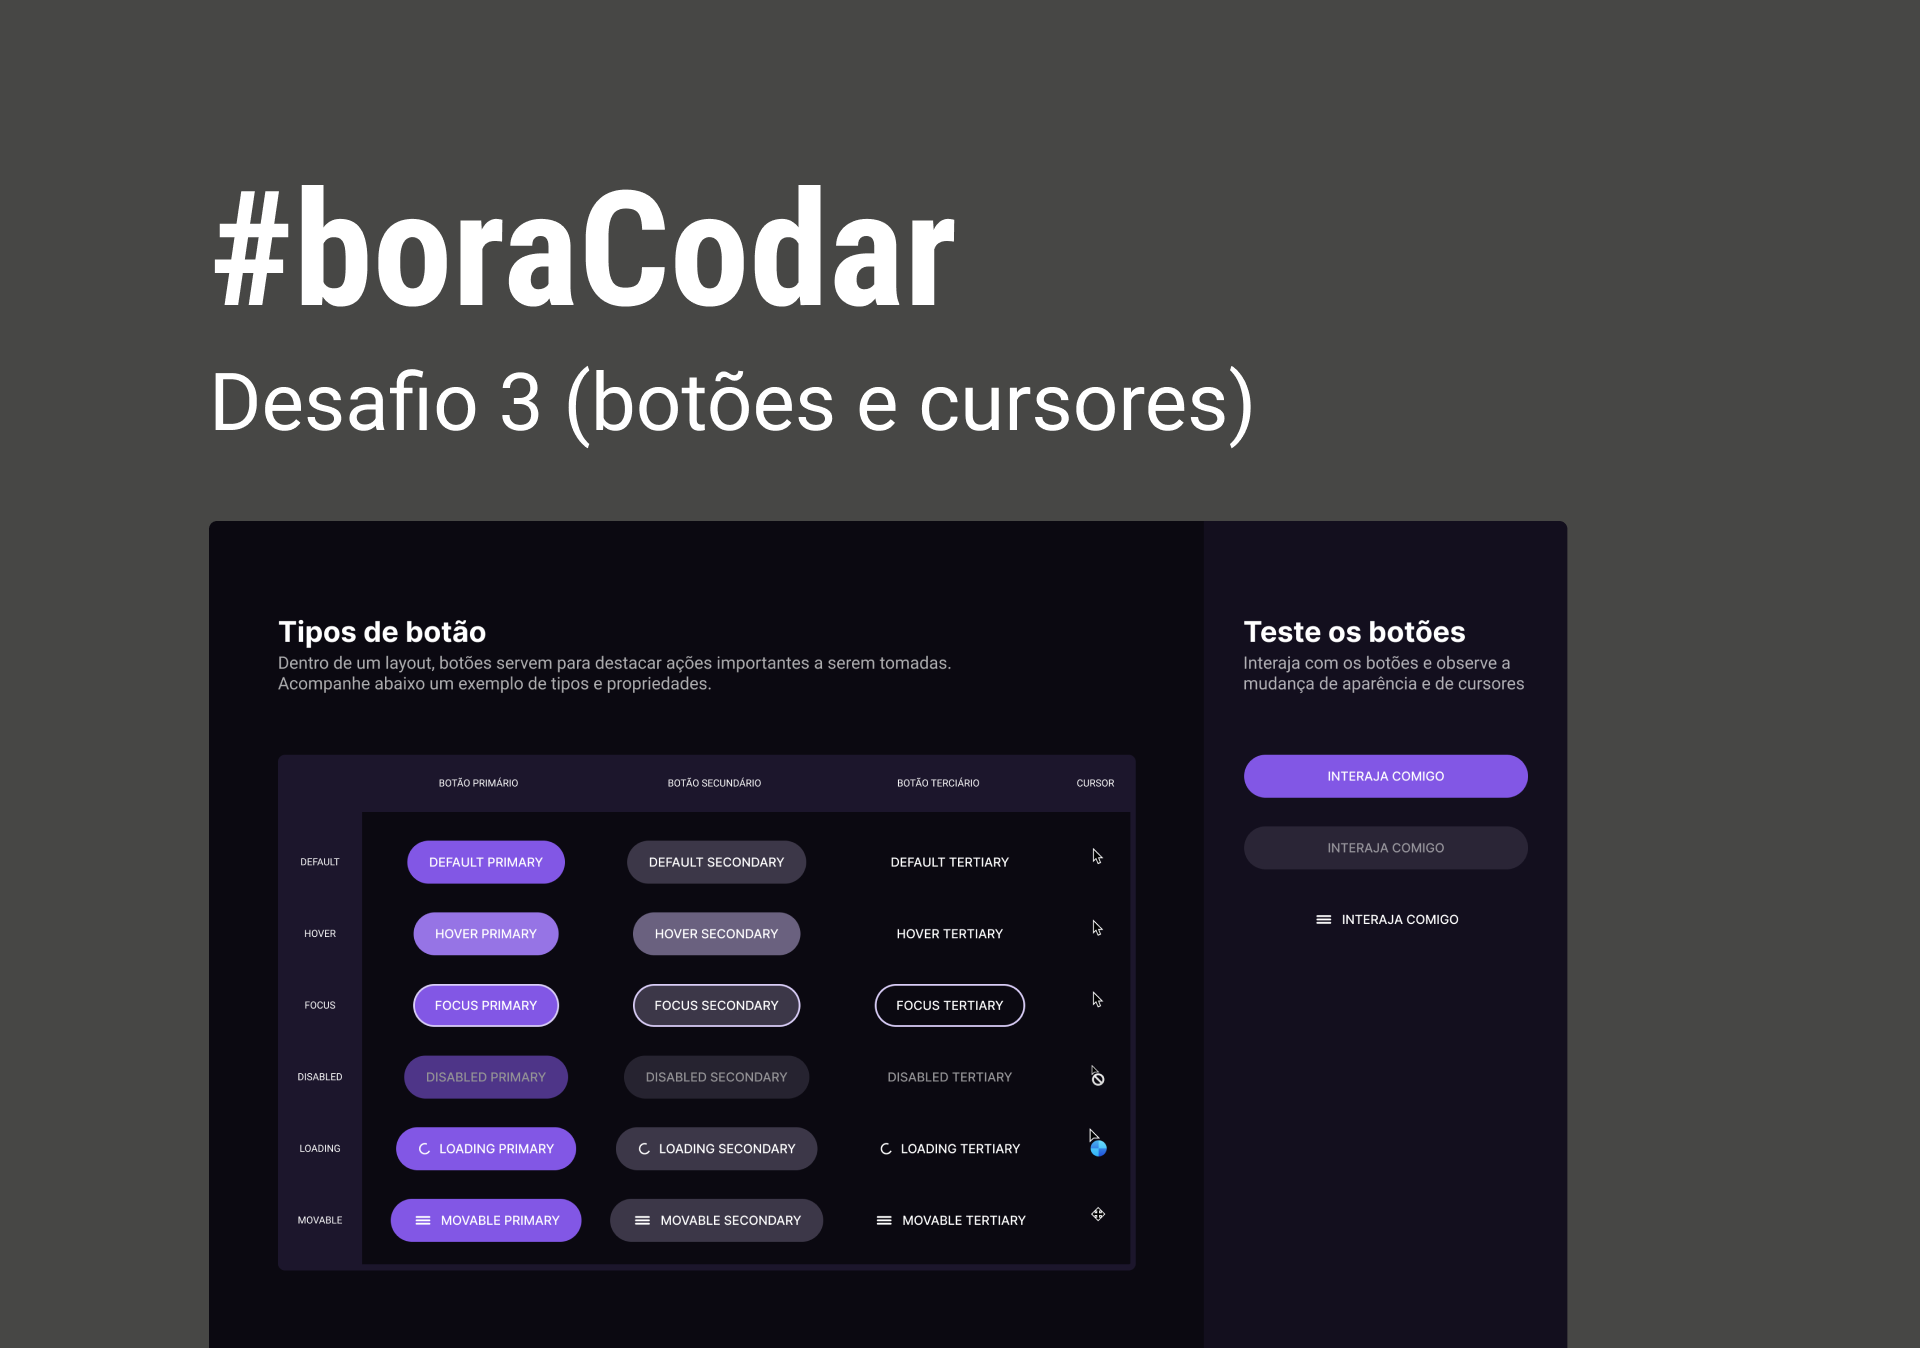 #boraCodar
Desafio 3 (botões e cursores)
Tipos de botão
Dentro de um layout, botões servem para destacar ações importantes a serem tomadas.
Acompanhe abaixo um exemplo de tipos e propriedades.
BOTÃO PRIMÁRIO BOTÃO SECUNDÁRIO BOTÃO TERCIÁRIO CURSOR
DEFAULT DEFAULT PRIMARY DEFAULT SECONDARY DEFAULT TERTIARY
HOVER HOVER PRIMARY HOVER SECONDARY HOVER TERTIARY
FOCUS FOCUS PRIMARY FOCUS SECONDARY FOCUS TERTIARY
DISABLED DISABLED PRIMARY DISABLED SECONDARY DISABLED TERTIARY
LOADING LOADING PRIMARY LOADING SECONDARY LOADING TERTIARY
MOVABLE MOVABLE PRIMARY MOVABLE SECONDARY MOVABLE TERTIARY
Teste os botões
Interaja com os botões e observe a
mudança de aparência e de cursores
INTERAJA COMIGO
INTERAJA COMIGO
INTERAJA COMIGO